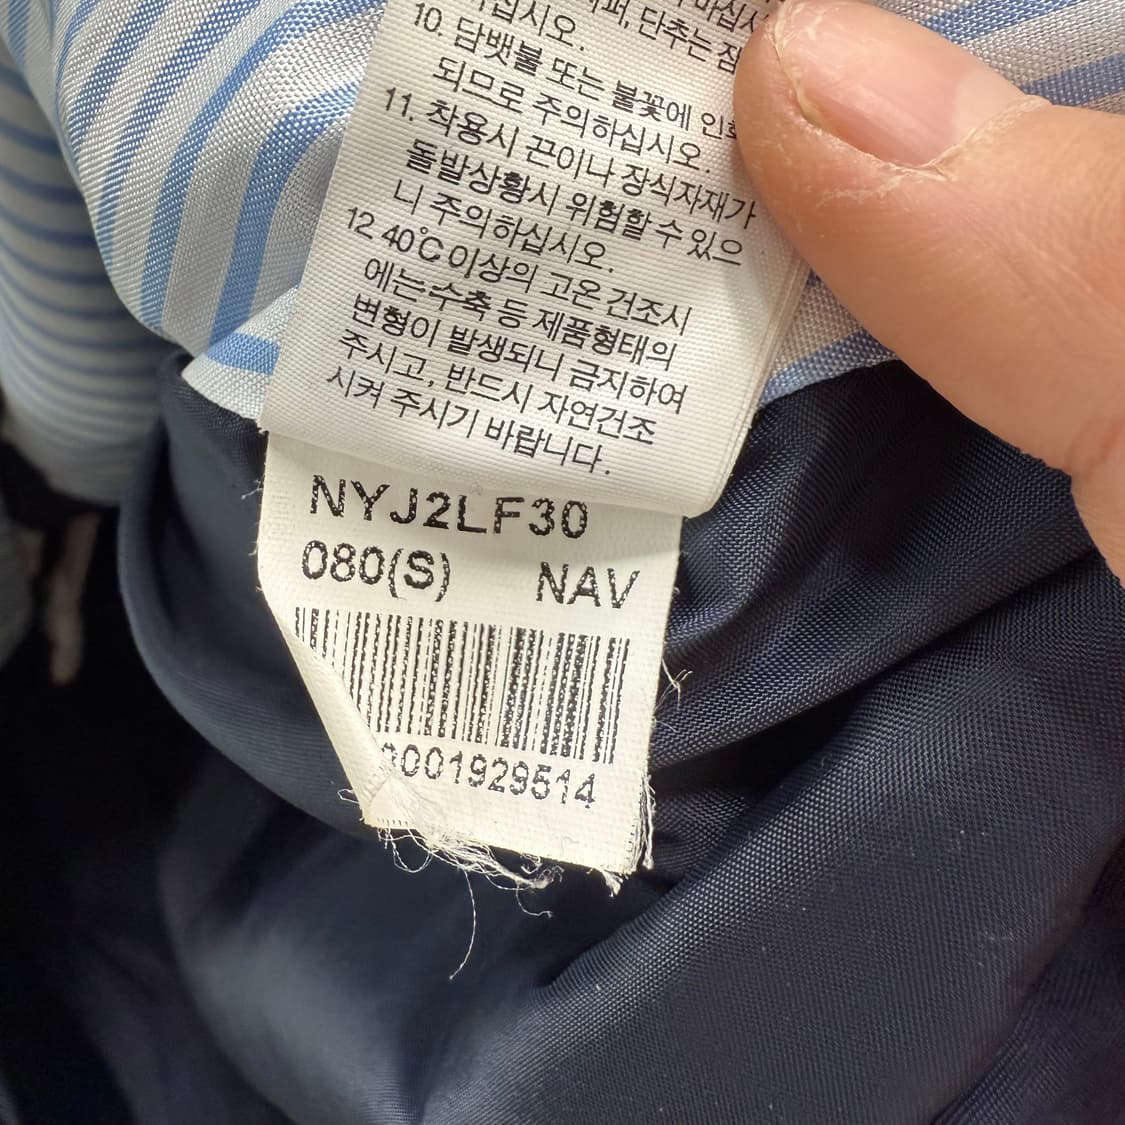 10. 담뱃불 또는 불꽃에 인화
되므로 주의하십시오.
11. 착용시 끈이나 장식자재가
돌발상황시 위험할 수 있으
니 주의하십시오.
12 40℃ 이상의 고온 건조시
에는 수축 등 제품형태의
변형이 발생되니 금지하여
주시고, 반드시 자연건조
시켜 주시기 바랍니다.
NYJ2LF30
080(S) NAV
001929514